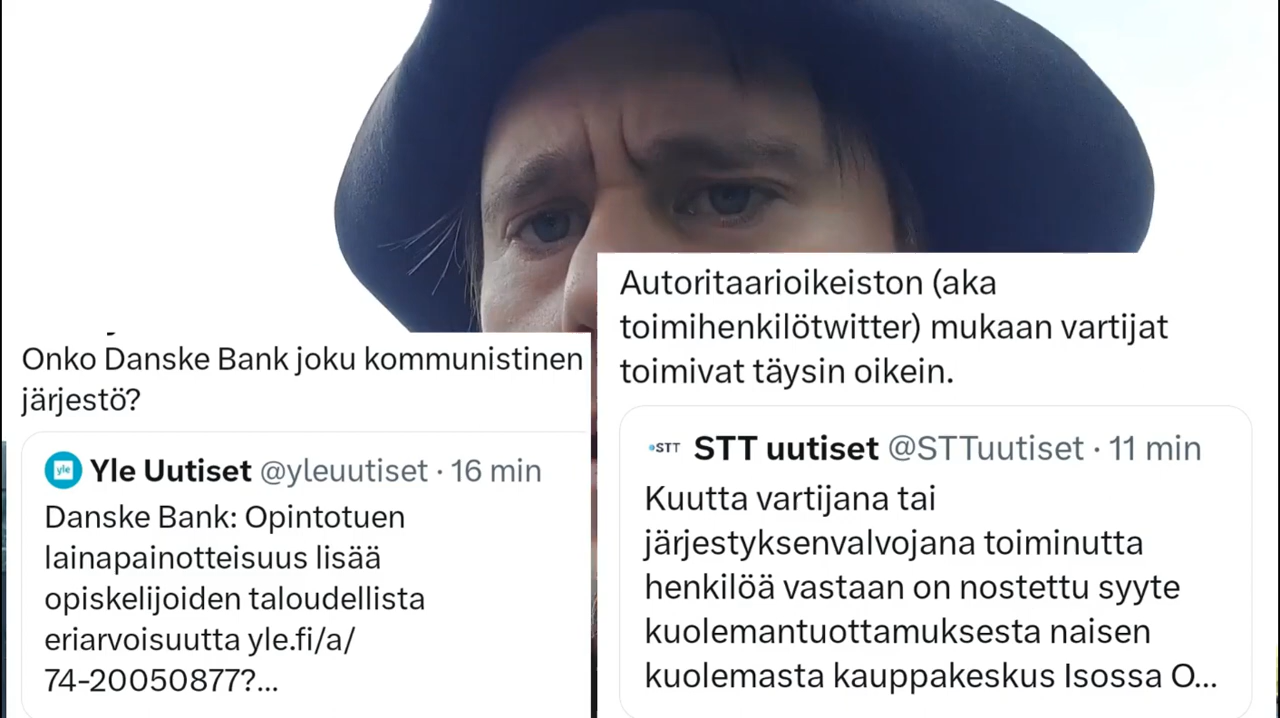 Onko Danske Bank joku kommunistinen
järjestö?
yle
Yle Uutiset @yleuutiset · 16 min
Danske Bank: Opintotuen
lainapainotteisuus lisää
opiskelijoiden taloudellista
eriarvoisuutta yle.fi/a/
74-20050877?...
Autoritaarioikeiston (aka
toimihenkilötwitter) mukaan vartijat
toimivat täysin oikein.
STT STT uutiset @STTuutiset · 11 min
Kuutta vartijana tai
järjestyksenvalvojana toiminutta
henkilöä vastaan on nostettu syyte
kuolemantuottamuksesta naisen
kuolemasta kauppakeskus Isossa O...